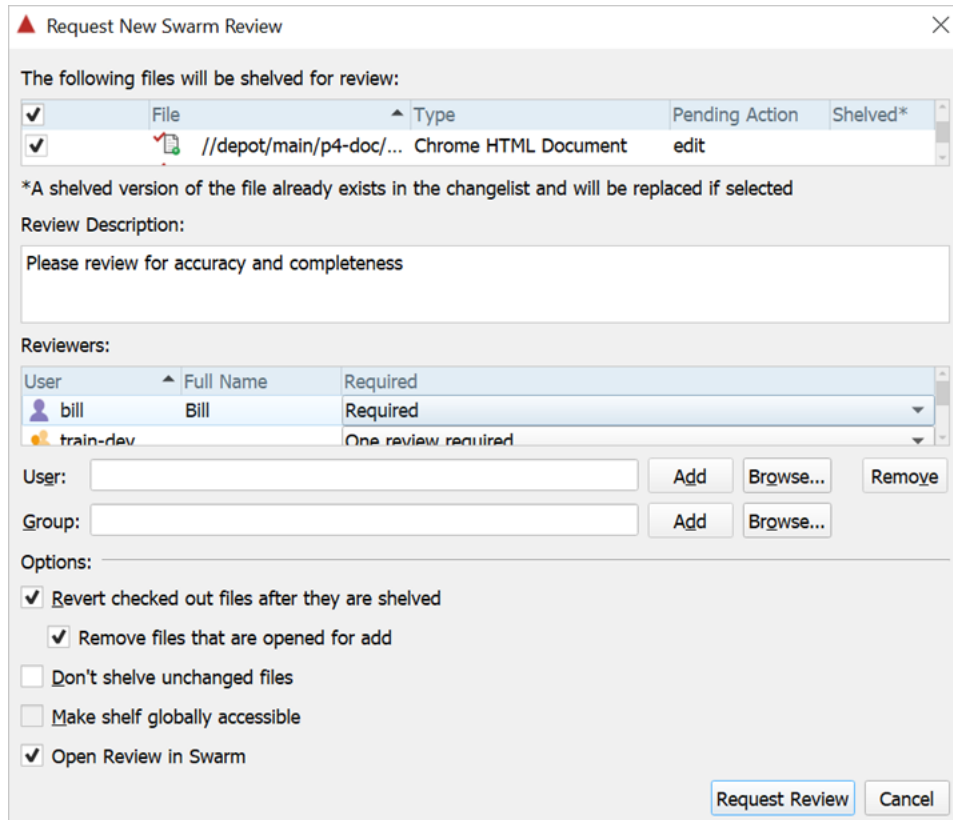 Request New Swarm Review
The following files will be shelved for review:
File Type Pending Action Shelved*
//depot/main/p4-doc/... Chrome HTML Document edit
*A shelved version of the file already exists in the changelist and will be replaced if selected
Review Description:
Please review for accuracy and completeness
Reviewers:
User Full Name Required
bill Bill Required
train-dev One review required
User: Add Browse... Remove
Group: Add Browse...
Options:
Revert checked out files after they are shelved
Remove files that are opened for add
Don't shelve unchanged files
Make shelf globally accessible
Open Review in Swarm
Request Review Cancel